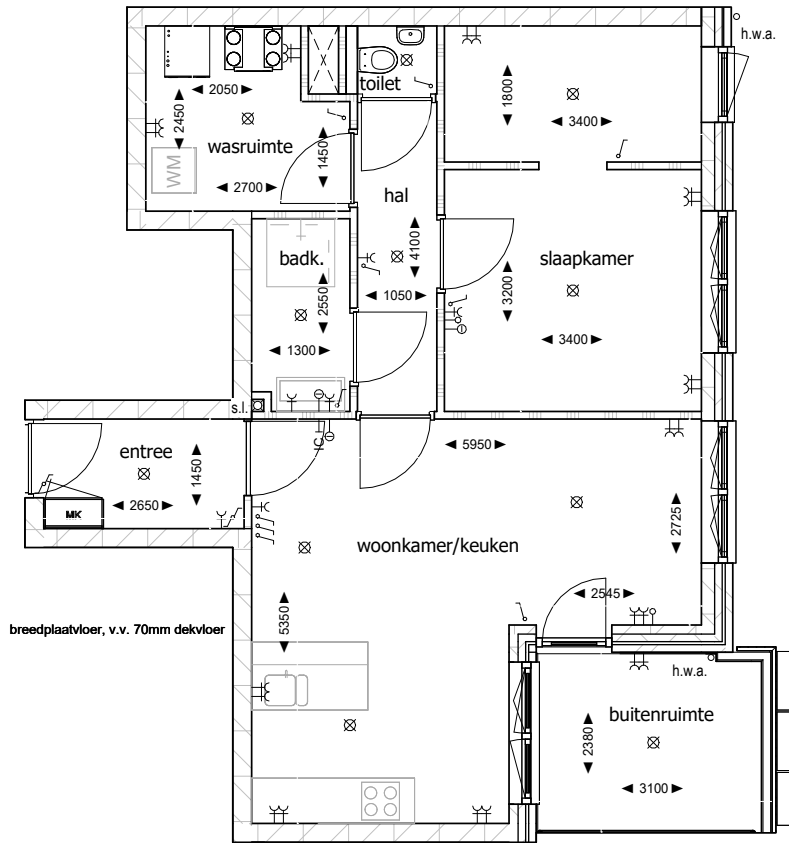 h.w.a.
toilet
2050
1800
3400
2450
wasruimte
1450
WM
2700
hal
badk.
4100
slaapkamer
3200
2550
1050
1300
3400
s.l.
entree
5950
1450
2650
MK
2725
woonkamer/keuken
2545
5350
breedplaatvloer, v.v. 70mm dekvloer
h.w.a.
buitenruimte
2380
3100